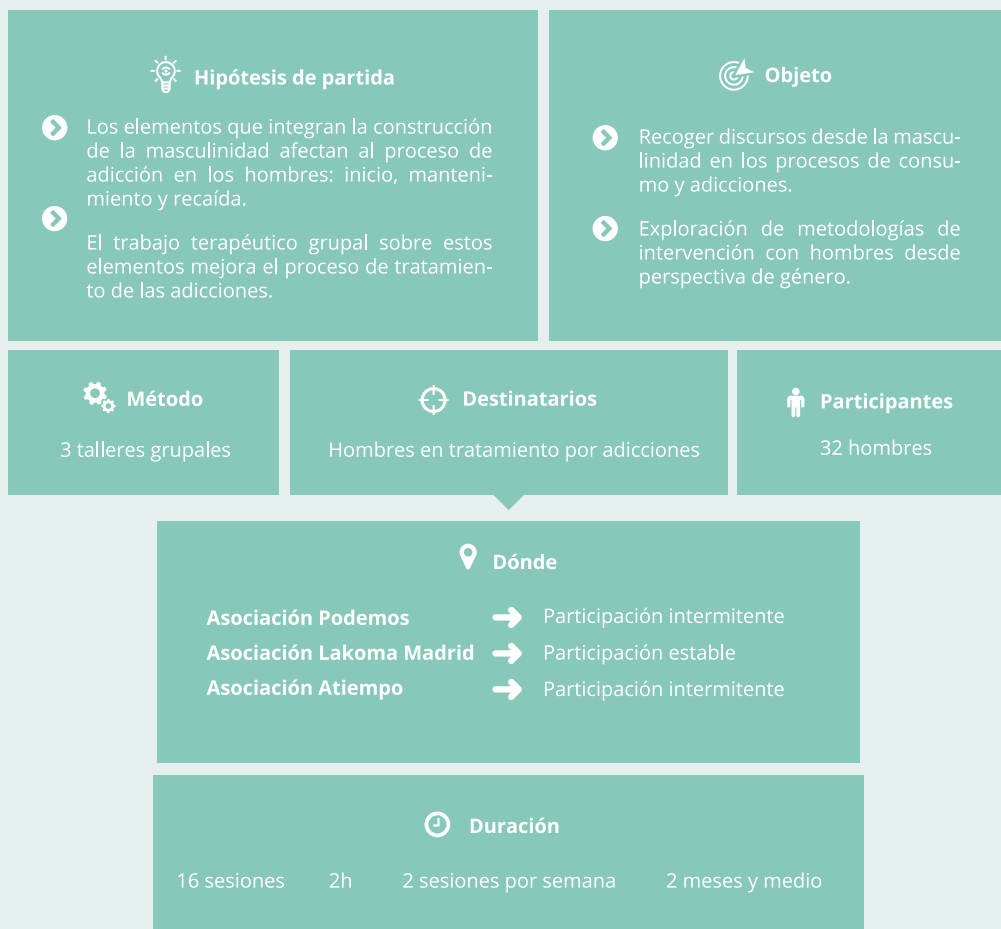 Hipótesis de partida
Los elementos que integran la construcción
de la masculinidad afectan al proceso de
adicción en los hombres: inicio, manteni-
miento y recaída.
El trabajo terapéutico grupal sobre estos
elementos mejora el proceso de tratamien-
to de las adicciones.
Objeto
Recoger discursos desde la mascu-
linidad en los procesos de consu-
mo y adicciones.
Exploración de metodologías de
intervención con hombres desde
perspectiva de género.
Método
3 talleres grupales
Destinatarios
Hombres en tratamiento por adicciones
Participantes
32 hombres
Dónde
Asociación Podemos Participación intermitente
Asociación Lakoma Madrid Participación estable
Asociación Atiempo Participación intermitente
Duración
16 sesiones 2h 2 sesiones por semana 2 meses y medio